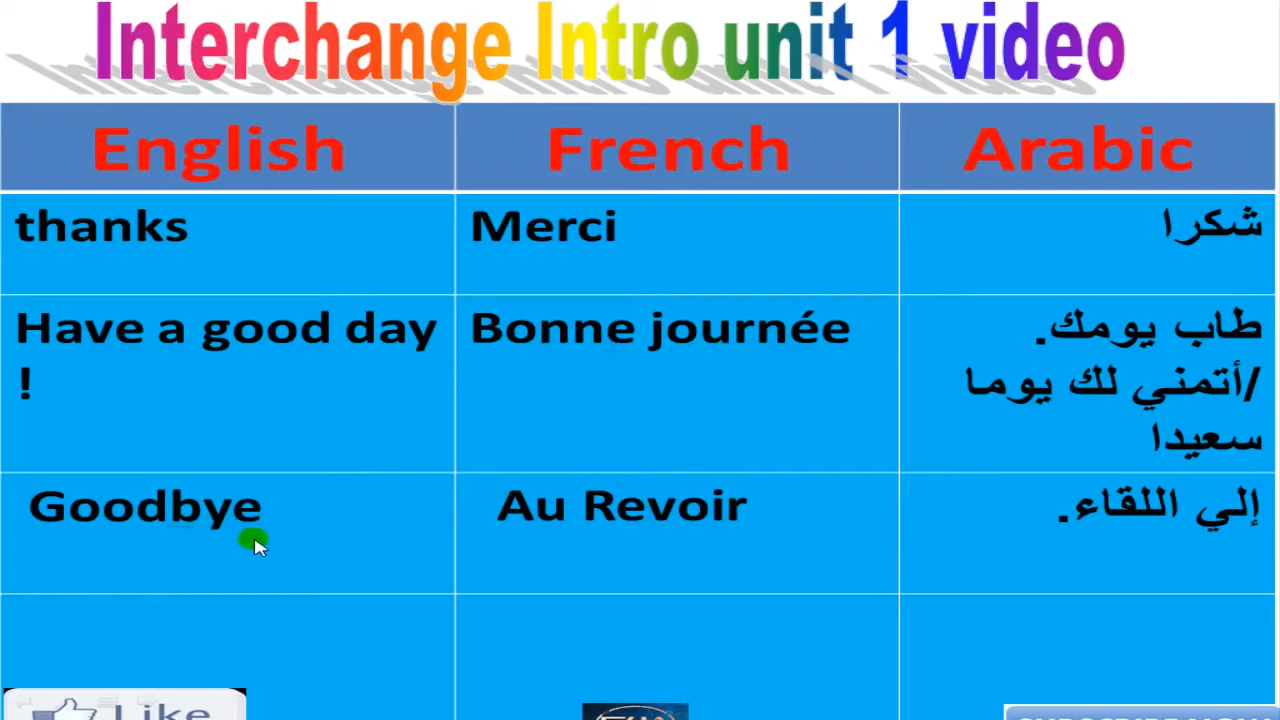 Interchange Intro unit 1 video
English French Arabic
thanks Merci شكرا
Have a good day Bonne journée طاب يومك.
! /أتمني لك يوما
سعيدا
Goodbye Au Revoir إلي اللقاء.
Like